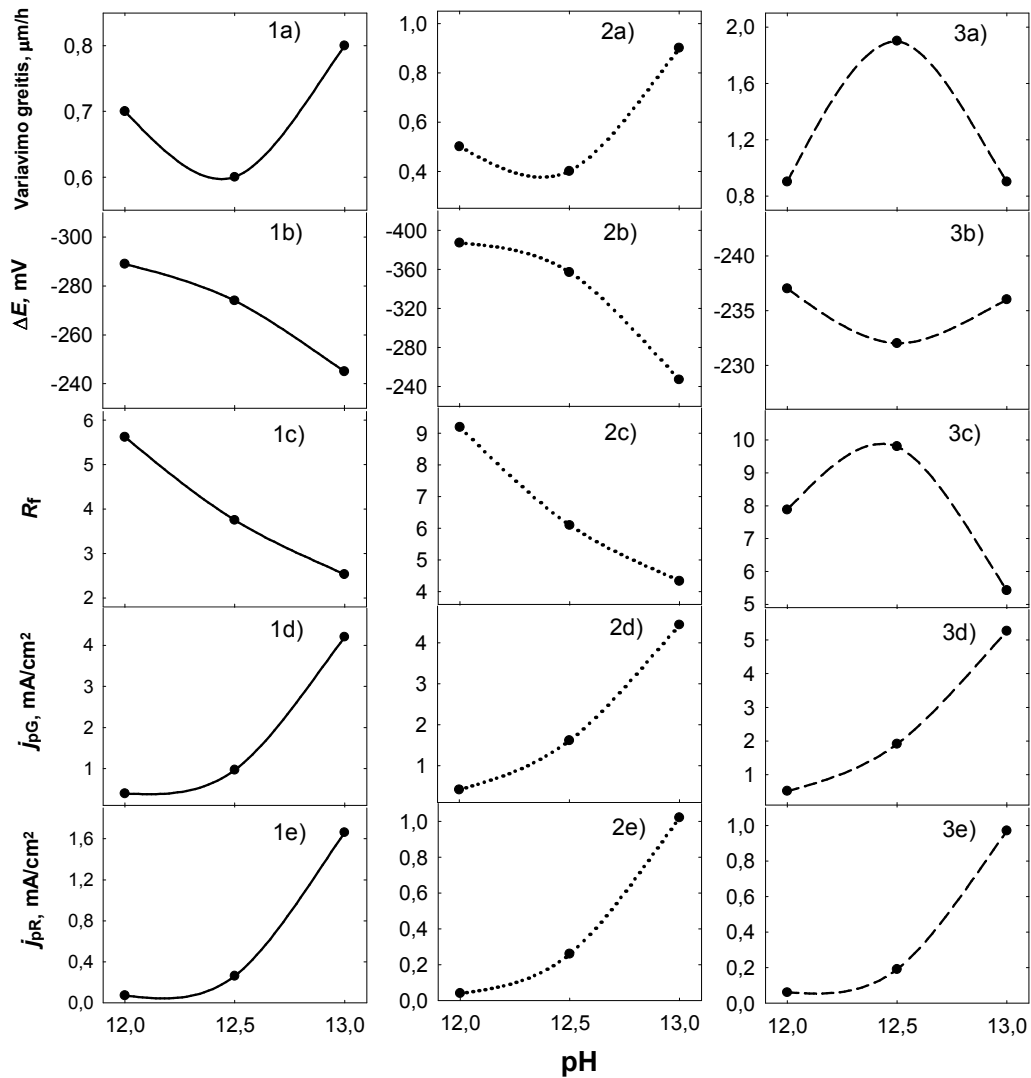 Variavimo greitis, μm/h
0,8
0,7
0,6
1a)
1,0
0,8
0,6
0,4
2a)
2,0
1,6
1,2
0,8
3a)
ΔE, mV
-300
-280
-260
-240
1b)
-400
-360
-320
-280
-240
2b)
-240
-235
-230
3b)
Rf
6
5
4
3
2
1c)
9
8
7
6
5
4
2c)
10
9
8
7
6
5
3c)
jpG, mA/cm²
4
3
2
1
1d)
4
3
2
1
2d)
5
4
3
2
1
3d)
jpR, mA/cm²
1,6
1,2
0,8
0,4
0,0
1e)
1,0
0,8
0,6
0,4
0,2
0,0
2e)
1,0
0,8
0,6
0,4
0,2
0,0
3e)
12,0 12,5 13,0
12,0 12,5 13,0
12,0 12,5 13,0
pH